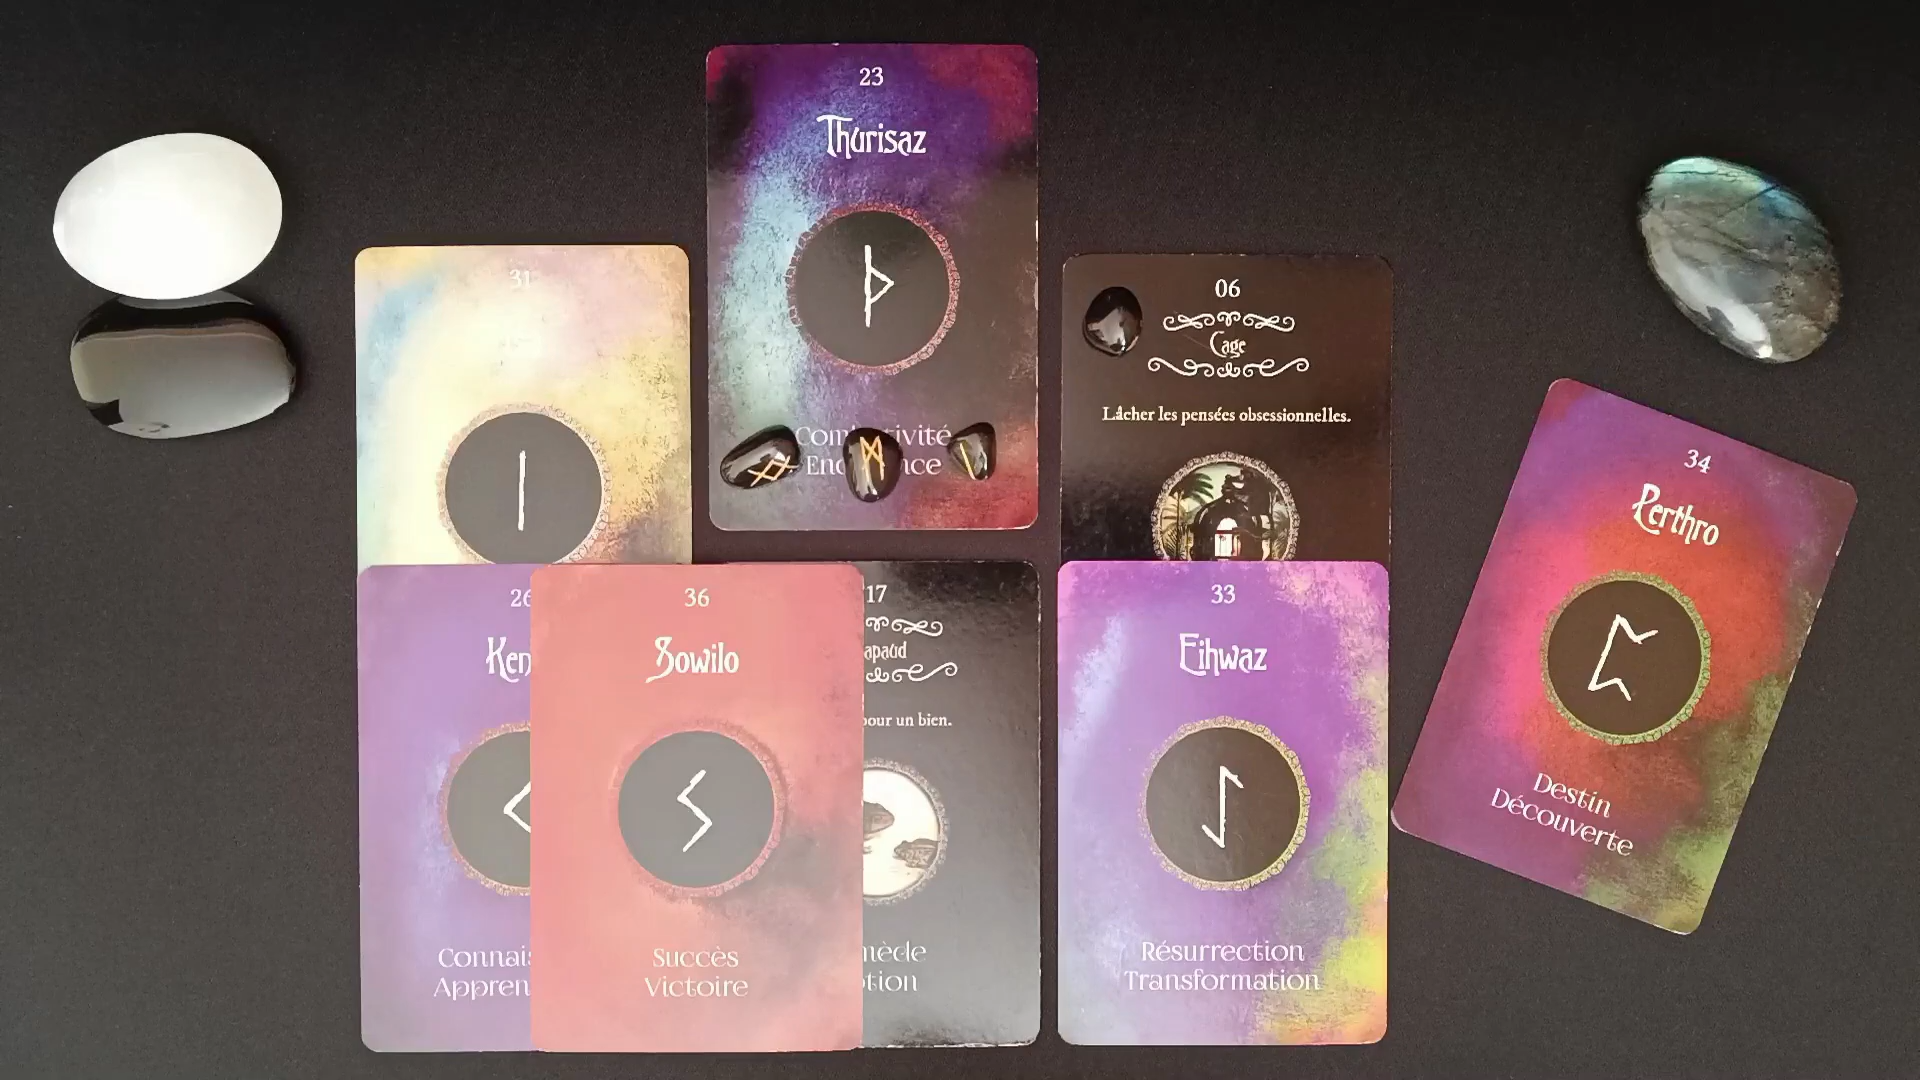 23
Thurisaz
31
06
Cage
Lâcher les pensées obsessionnelles.
34
Perthro
Destin
Découverte
26
36
Sowilo
Succès
Victoire
17
pour un bien.
33
Eihwaz
Résurrection
Transformation